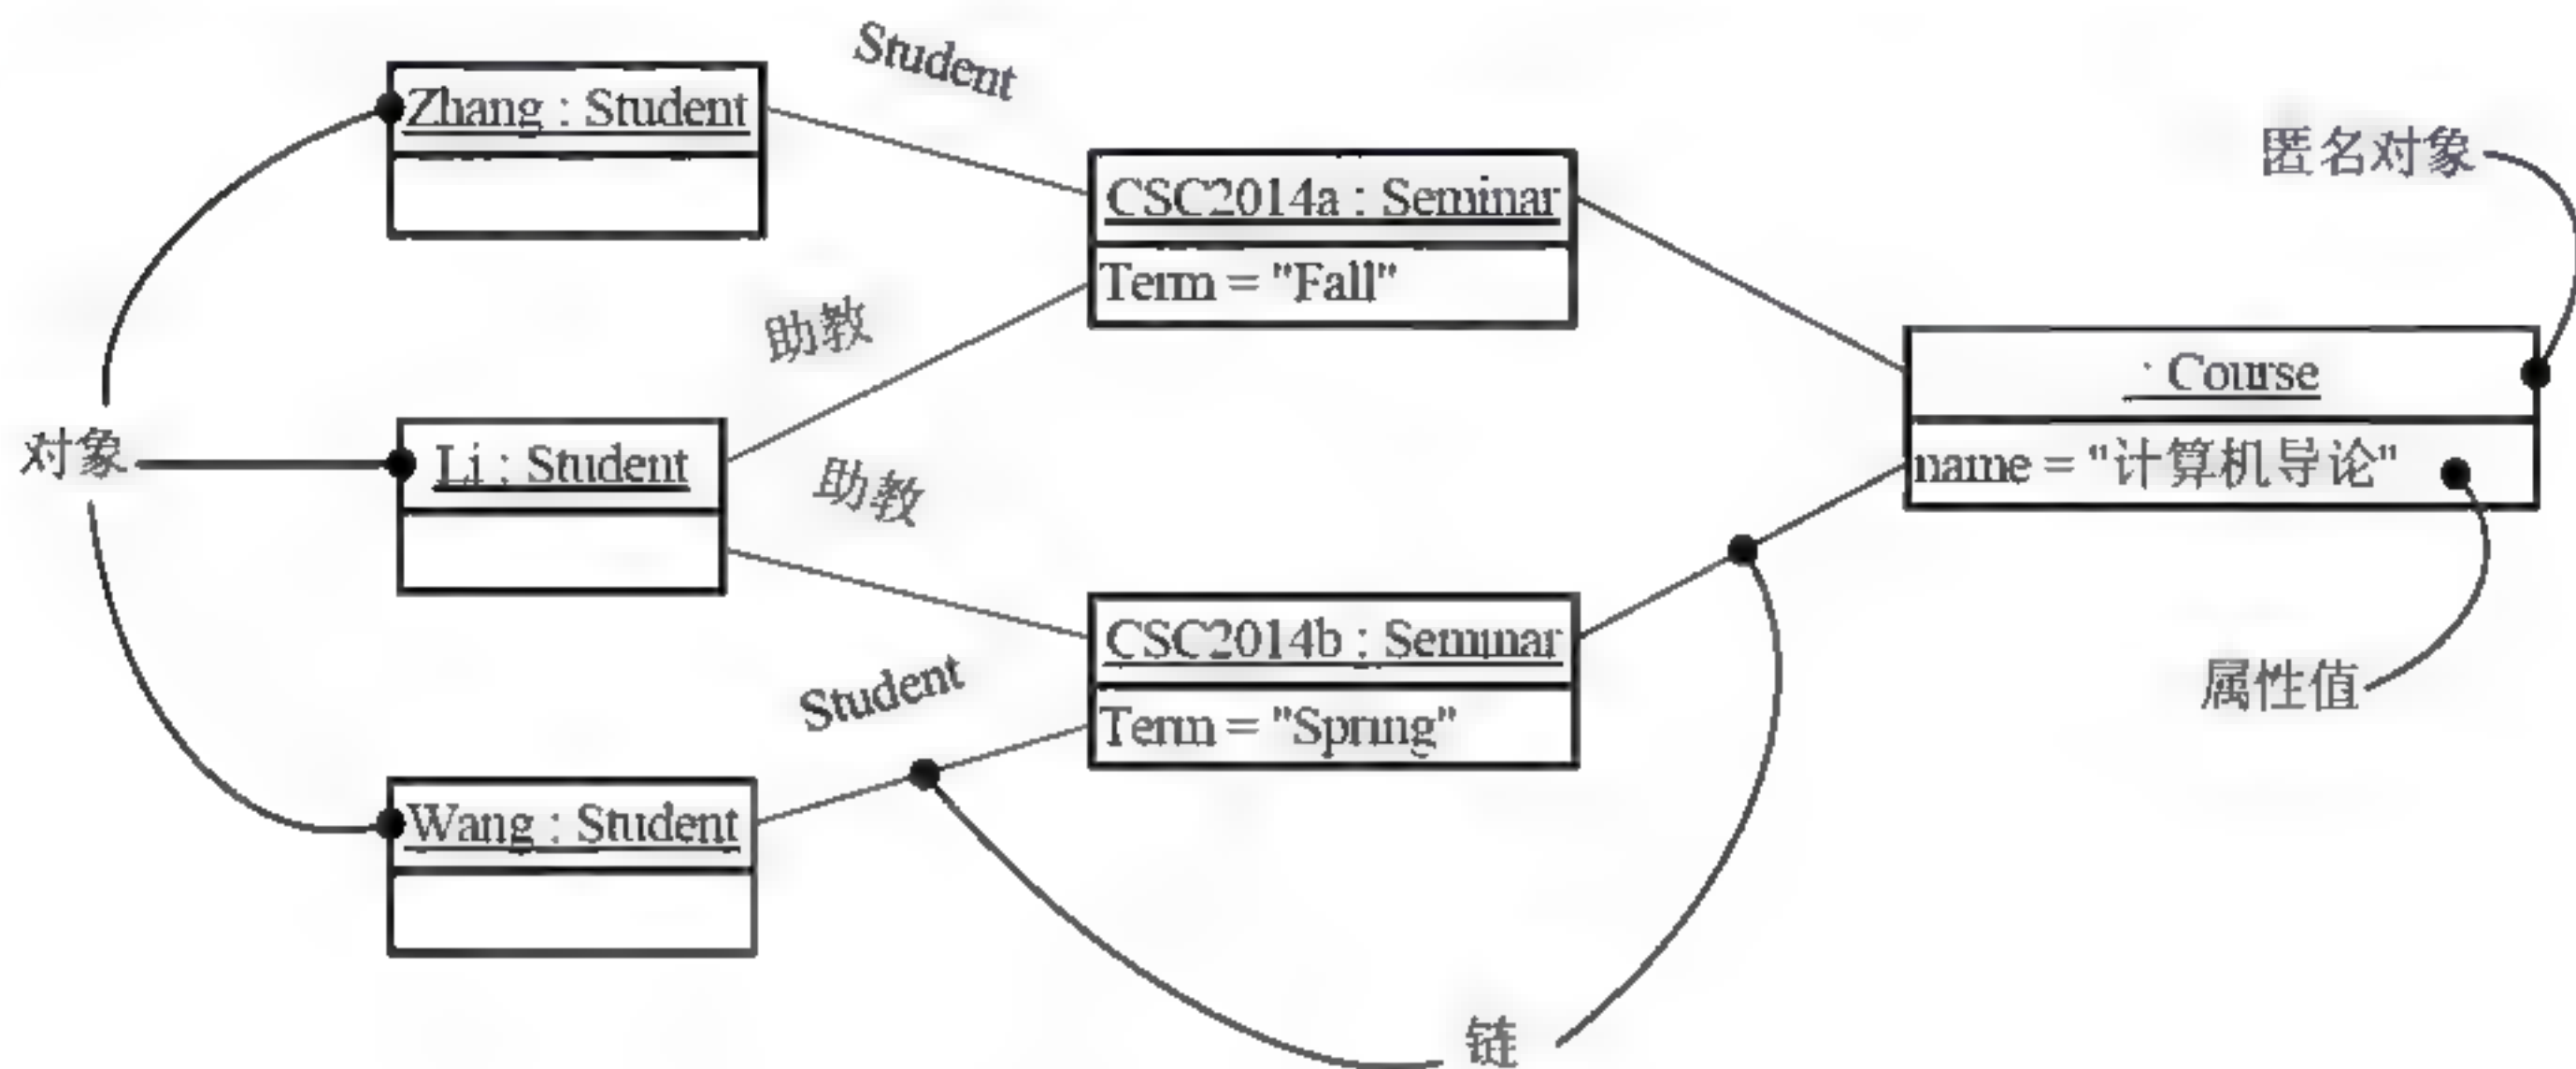 Student
Zhang : Student
匿名对象
CSC2014a : Seminar
Term = "Fall"
助教
: Course
对象
Li : Student
name = "计算机导论"
助教
CSC2014b : Seminar
属性值
Student
Term = "Spring"
Wang : Student
链